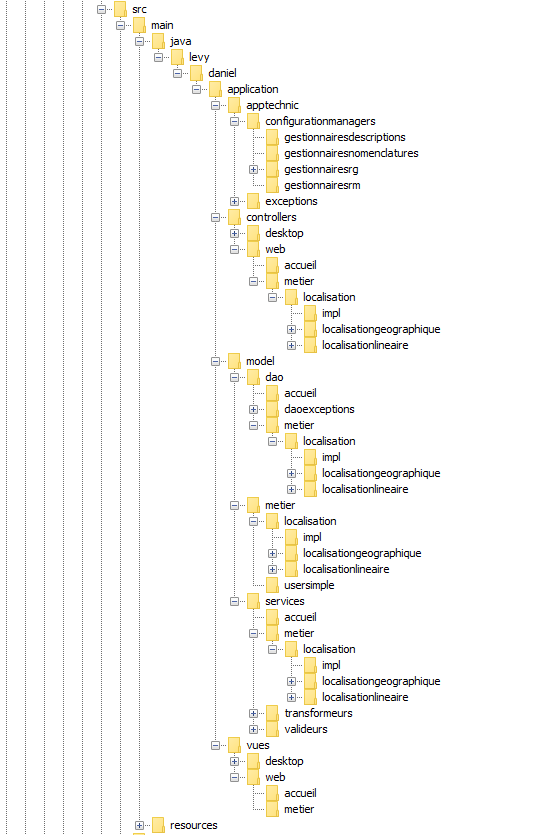 src
main
java
levy
daniel
application
apptechnic
configurationmanagers
gestionnairesdescriptions
gestionnairesnomenclatures
gestionnairesrg
gestionnairesrm
exceptions
controllers
desktop
web
accueil
metier
localisation
impl
localisationgeographique
localisationlineaire
model
dao
accueil
daoexceptions
metier
localisation
impl
localisationgeographique
localisationlineaire
metier
localisation
impl
localisationgeographique
localisationlineaire
usersimple
services
accueil
metier
localisation
impl
localisationgeographique
localisationlineaire
transformeurs
valideurs
vues
desktop
web
accueil
metier
resources